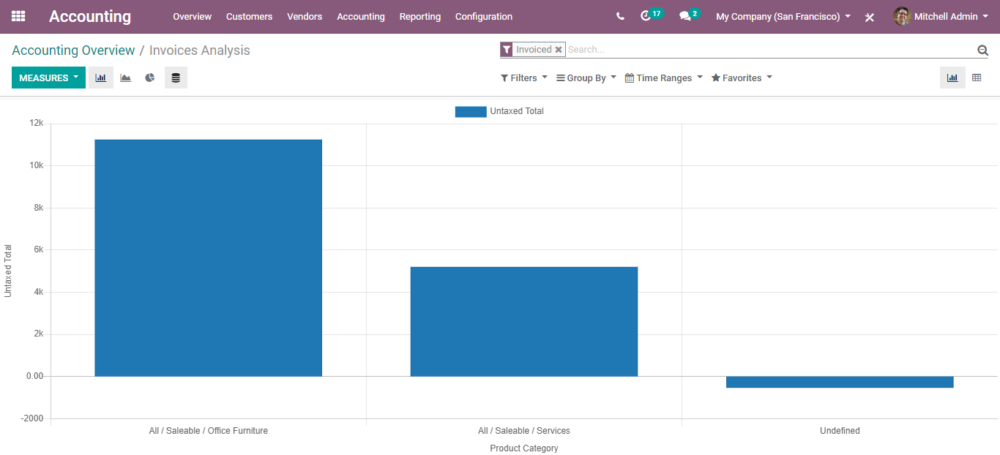 Accounting Overview Customers Vendors Accounting Reporting Configuration 17 2 My Company (San Francisco) Mitchell Admin
Accounting Overview / Invoices Analysis Invoiced Search...
MEASURES Filters Group By Time Ranges Favorites
Untaxed Total
12k
10k
8k
6k
Untaxed Total
4k
2k
0.00
-2000
All / Saleable / Office Furniture All / Saleable / Services Undefined
Product Category